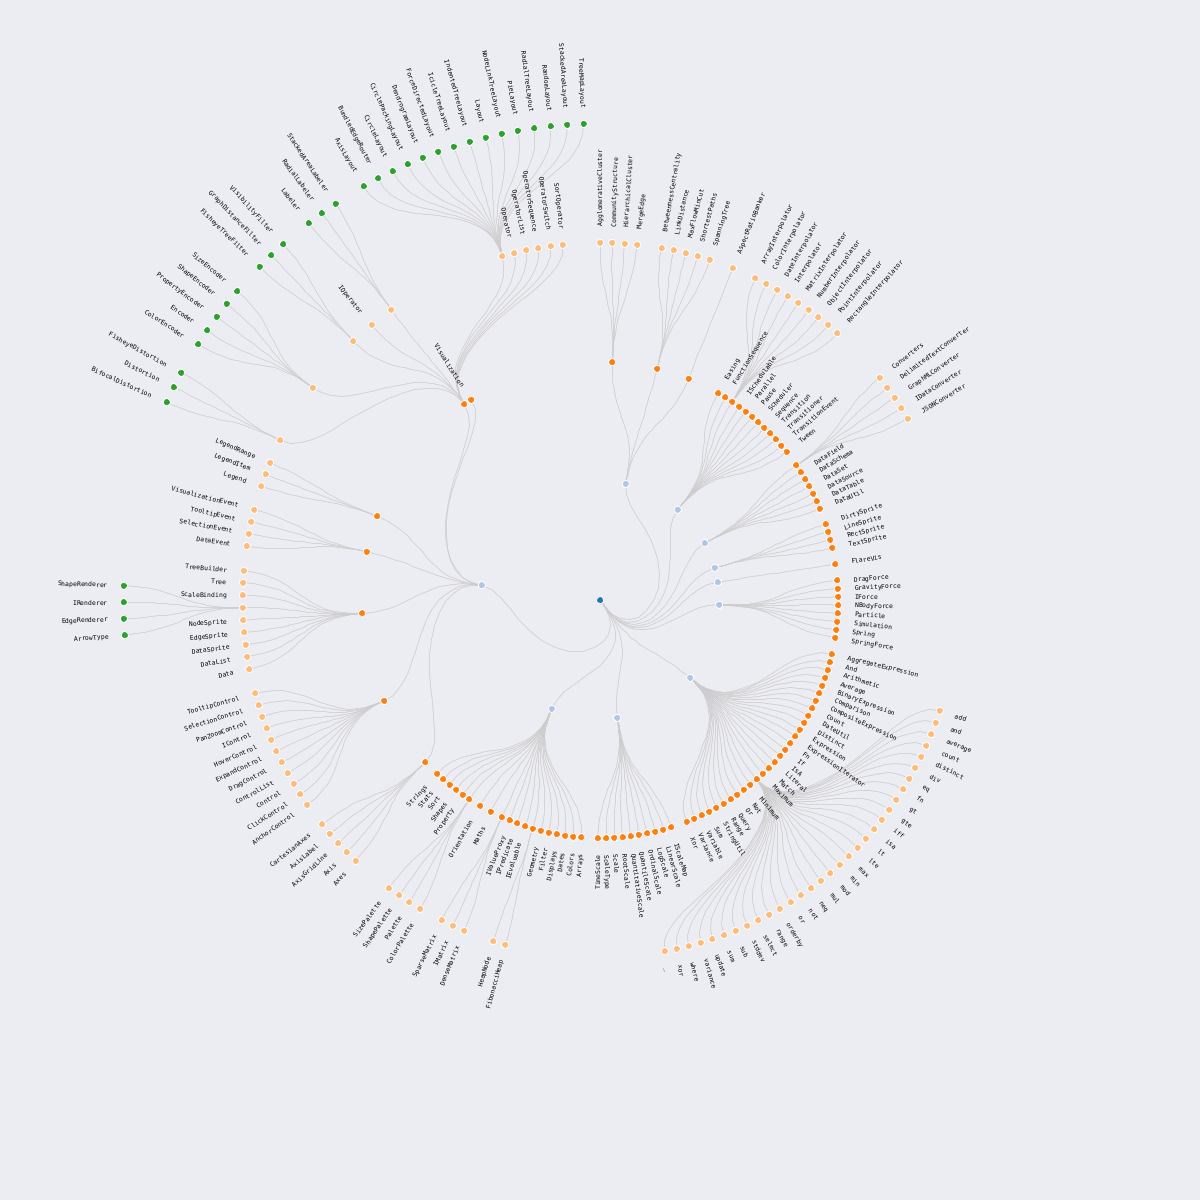 AgglomerativeCluster
CommunityStructure
HierarchicalCluster
MergeEdge
BetweennessCentrality
LinkDistance
MaxFlowMinCut
ShortestPaths
SpanningTree
AspectRatioBanker
Easing
FunctionSequence
ArrayInterpolator
ColorInterpolator
DateInterpolator
Interpolator
MatrixInterpolator
NumberInterpolator
ObjectInterpolator
PointInterpolator
RectangleInterpolator
ISchedulable
Parallel
Pause
Scheduler
Sequence
Transition
Transitioner
TransitionEvent
Tween
Converters
DelimitedTextConverter
GraphMLConverter
IDataConverter
JSONConverter
DataField
DataSchema
DataSet
DataSource
DataTable
DataUtil
DirtySprite
LineSprite
RectSprite
TextSprite
FlareVis
DragForce
GravityForce
IForce
NBodyForce
Particle
Simulation
Spring
SpringForce
AggregateExpression
And
Arithmetic
Average
BinaryExpression
Comparison
CompositeExpression
Count
DateUtil
Distinct
Expression
ExpressionIterator
Fn
If
IsA
Literal
Match
Maximum
add
and
average
count
distinct
div
eq
fn
gt
gte
iff
isa
lt
lte
max
min
mod
mul
neq
not
or
orderby
range
select
stddev
sub
sum
update
variance
where
xor
_
Minimum
Not
Or
Query
Range
StringUtil
Sum
Variable
Variance
Xor
IScaleMap
LinearScale
LogScale
OrdinalScale
QuantileScale
QuantitativeScale
RootScale
Scale
ScaleType
TimeScale
Arrays
Colors
Dates
Displays
Filter
Geometry
FibonacciHeap
HeapNode
IEvaluable
IPredicate
IValueProxy
DenseMatrix
IMatrix
SparseMatrix
Maths
Orientation
ColorPalette
Palette
ShapePalette
SizePalette
Property
Shapes
Sort
Stats
Strings
Axes
Axis
AxisGridLine
AxisLabel
CartesianAxes
AnchorControl
ClickControl
Control
ControlList
DragControl
ExpandControl
HoverControl
IControl
PanZoomControl
SelectionControl
TooltipControl
Data
DataList
DataSprite
EdgeSprite
NodeSprite
ArrowType
EdgeRenderer
IRenderer
ShapeRenderer
ScaleBinding
Tree
TreeBuilder
DataEvent
SelectionEvent
TooltipEvent
VisualizationEvent
Legend
LegendItem
LegendRange
BifocalDistortion
Distortion
FisheyeDistortion
ColorEncoder
Encoder
PropertyEncoder
ShapeEncoder
SizeEncoder
FisheyeTreeFilter
GraphDistanceFilter
VisibilityFilter
IOperator
Labeler
RadialLabeler
StackedAreaLabeler
AxisLayout
BundledEdgeRouter
CircleLayout
CirclePackingLayout
DendrogramLayout
ForceDirectedLayout
IcicleTreeLayout
IndentedTreeLayout
Layout
NodeLinkTreeLayout
PieLayout
RadialTreeLayout
RandomLayout
StackedAreaLayout
TreeMapLayout
Operator
OperatorList
OperatorSequence
OperatorSwitch
SortOperator
Visualization